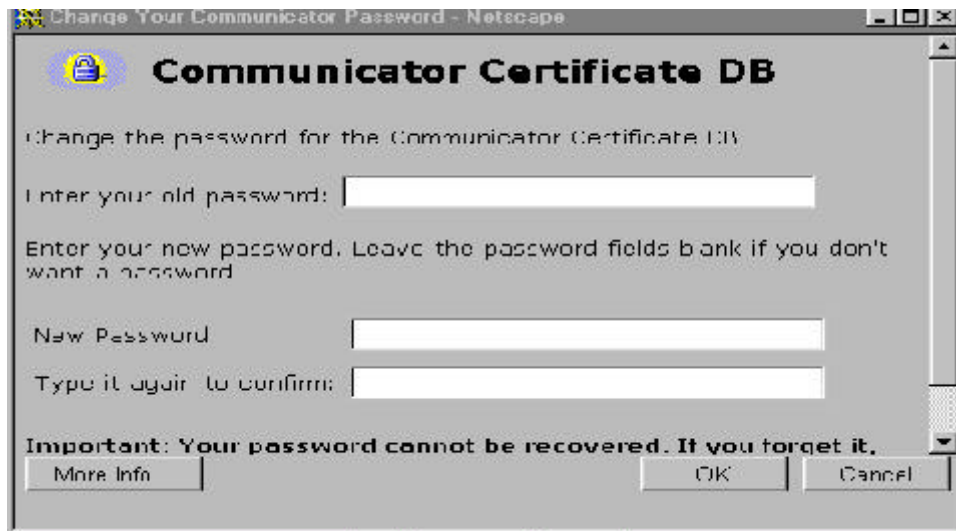 Change Your Communicator Password - Netscape
Communicator Certificate DB
Change the password for the Communicator Certificate DB
Enter your old password:
Enter your new password. Leave the password fields blank if you don't
want a password
New Password
Type it again to confirm:
Important: Your password cannot be recovered. If you forget it,
More Info
OK
Cancel